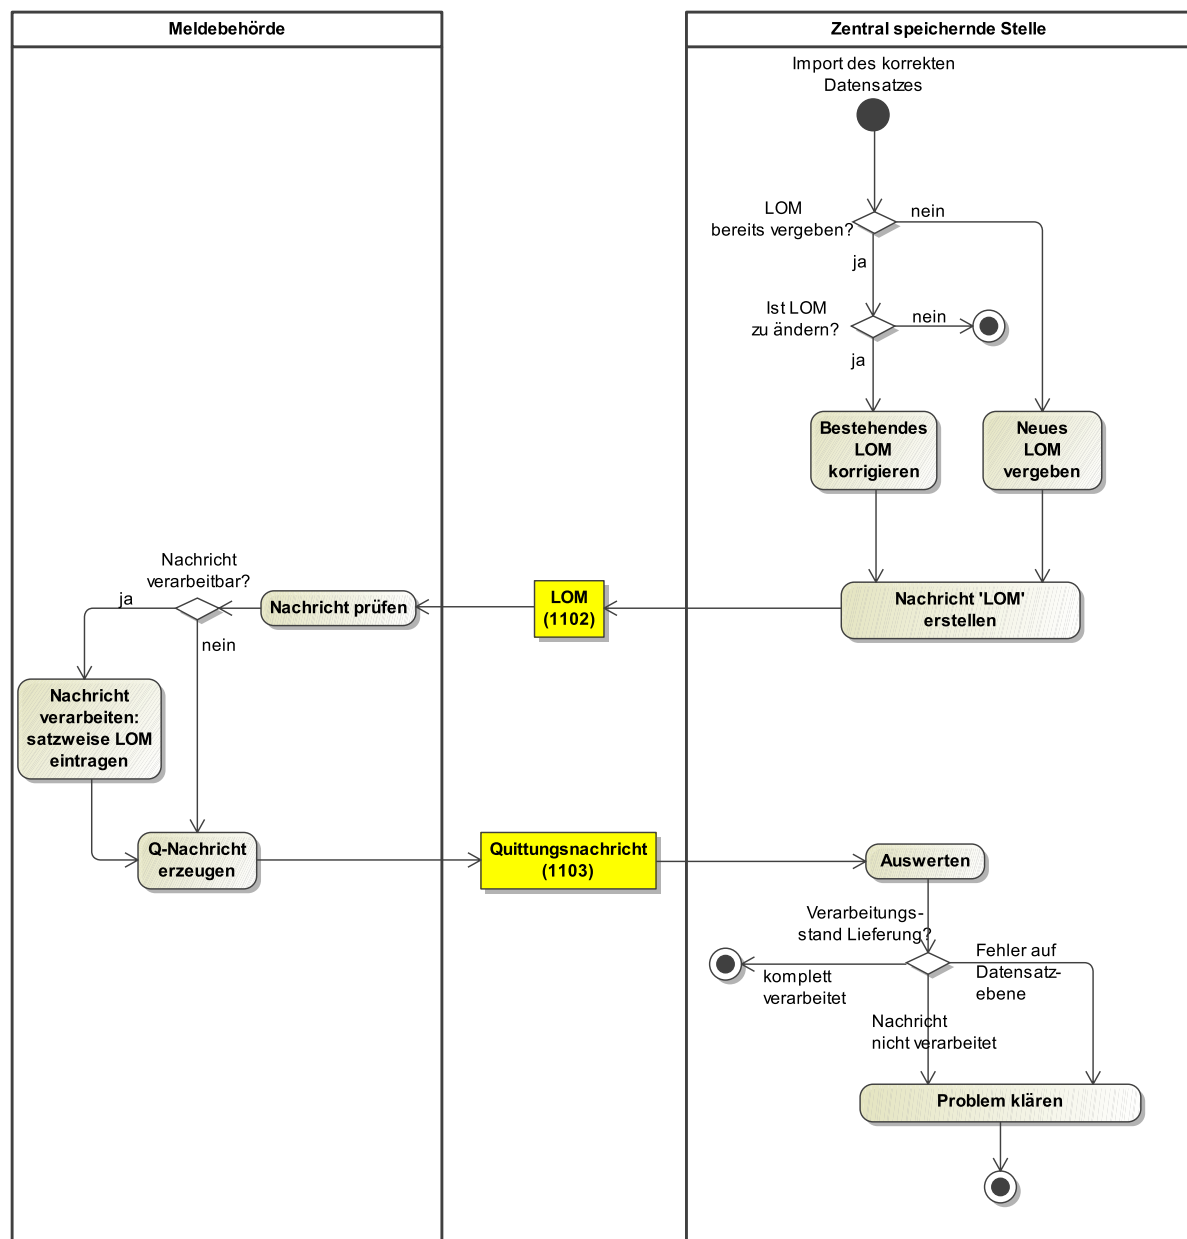 Meldebehörde
Zentral speichernde Stelle
Import des korrekten
Datensatzes
LOM
bereits vergeben?
nein
ja
Ist LOM
zu ändern?
nein
ja
Bestehendes
LOM
korrigieren
Neues
LOM
vergeben
Nachricht
verarbeitbar?
ja
nein
Nachricht prüfen
LOM
(1102)
Nachricht 'LOM'
erstellen
Nachricht
verarbeiten:
satzweise LOM
eintragen
Q-Nachricht
erzeugen
Quittungsnachricht
(1103)
Auswerten
Verarbeitungs-
stand Lieferung?
komplett
verarbeitet
Fehler auf
Datensatz-
ebene
Nachricht
nicht verarbeitet
Problem klären